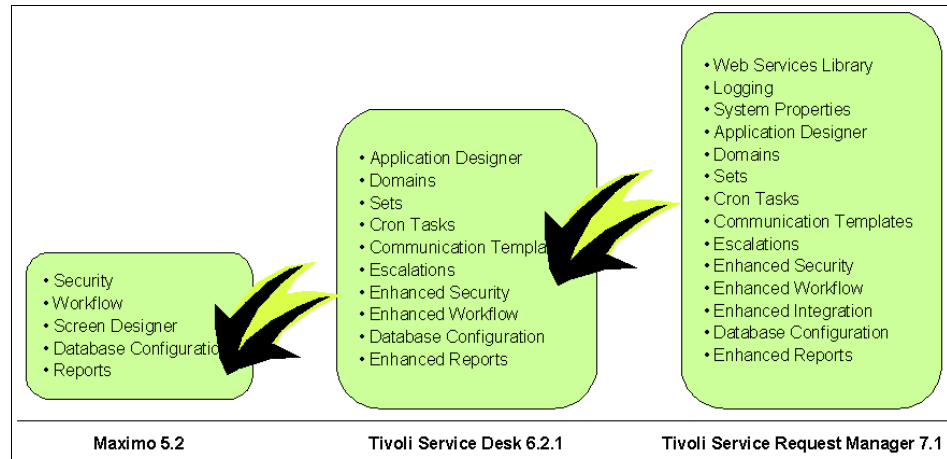 • Security
• Workflow
• Screen Designer
• Database Configuration
• Reports
Maximo 5.2
• Application Designer
• Domains
• Sets
• Cron Tasks
• Communication Templa
• Escalations
• Enhanced Security
• Enhanced Workflow
• Database Configuration
• Enhanced Reports
Tivoli Service Desk 6.2.1
• Web Services Library
• Logging
• System Properties
• Application Designer
• Domains
• Sets
• Cron Tasks
• Communication Templates
• Escalations
• Enhanced Security
• Enhanced Workflow
• Enhanced Integration
• Database Configuration
• Enhanced Reports
Tivoli Service Request Manager 7.1